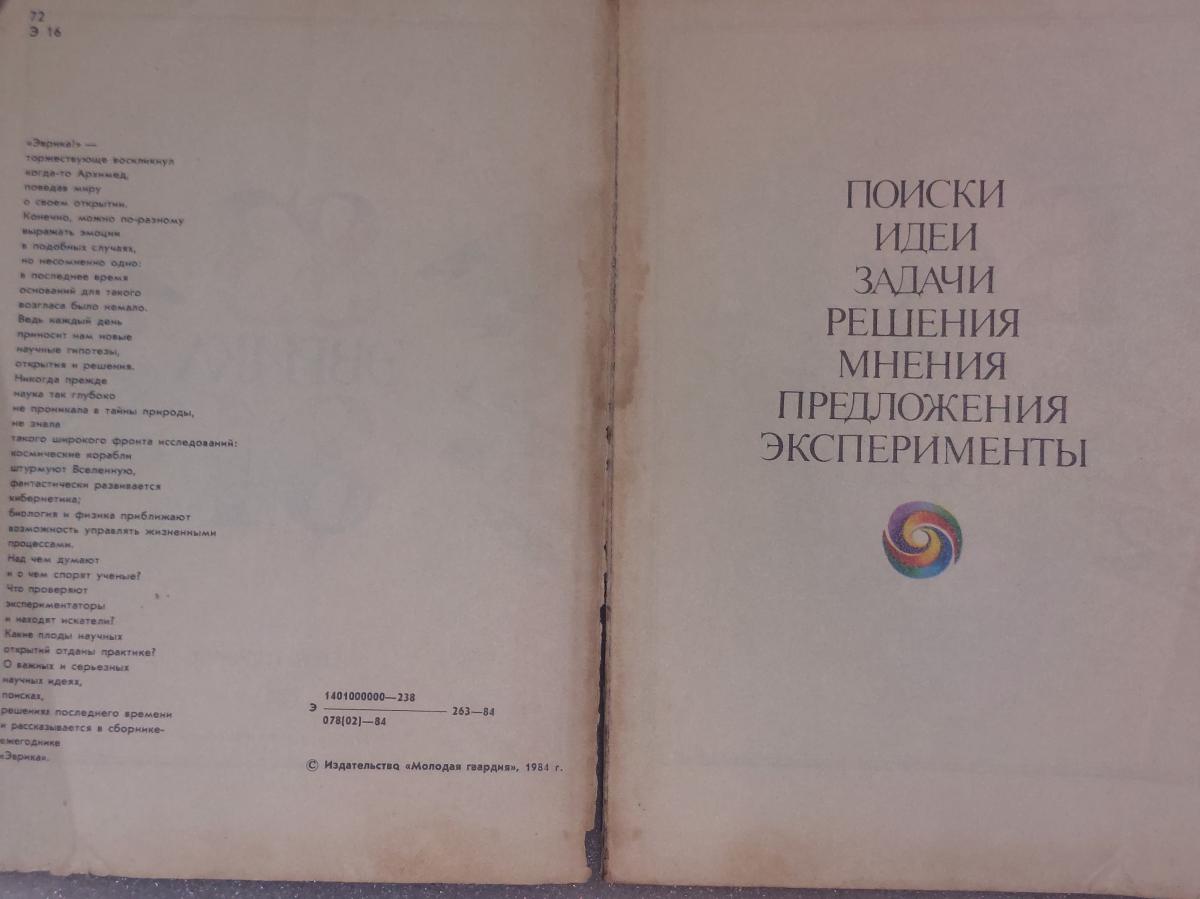 72
Э 16
«Эврика!» —
торжествующе воскликнул
когда-то Архимед,
поведав миру
о своем открытии.
Конечно, можно по-разному
выражать эмоции
в подобных случаях,
но несомненно одно:
в последнее время
оснований для такого
возгласа было немало.
Ведь каждый день
приносит нам новые
научные гипотезы,
открытия и решения.
Никогда прежде
наука так глубоко
не проникала в тайны природы,
не знала
такого широкого фронта исследований:
космические корабли
штурмуют Вселенную,
фантастически развивается
кибернетика;
биология и физика приближают
возможность управлять жизненными
процессами.
Над чем думают
и о чем спорят ученые?
Что проверяют
экспериментаторы
и находят искатели?
Какие плоды научных
открытий отданы практике?
О важных и серьезных
научных идеях,
поисках,
решениях последнего времени
и рассказывается в сборнике-
ежегоднике
«Эврика».
Э 1401000000—238
078(02)—84 263—84
© Издательство «Молодая гвардия», 1984 г.
ПОИСКИ
ИДЕИ
ЗАДАЧИ
РЕШЕНИЯ
МНЕНИЯ
ПРЕДЛОЖЕНИЯ
ЭКСПЕРИМЕНТЫ